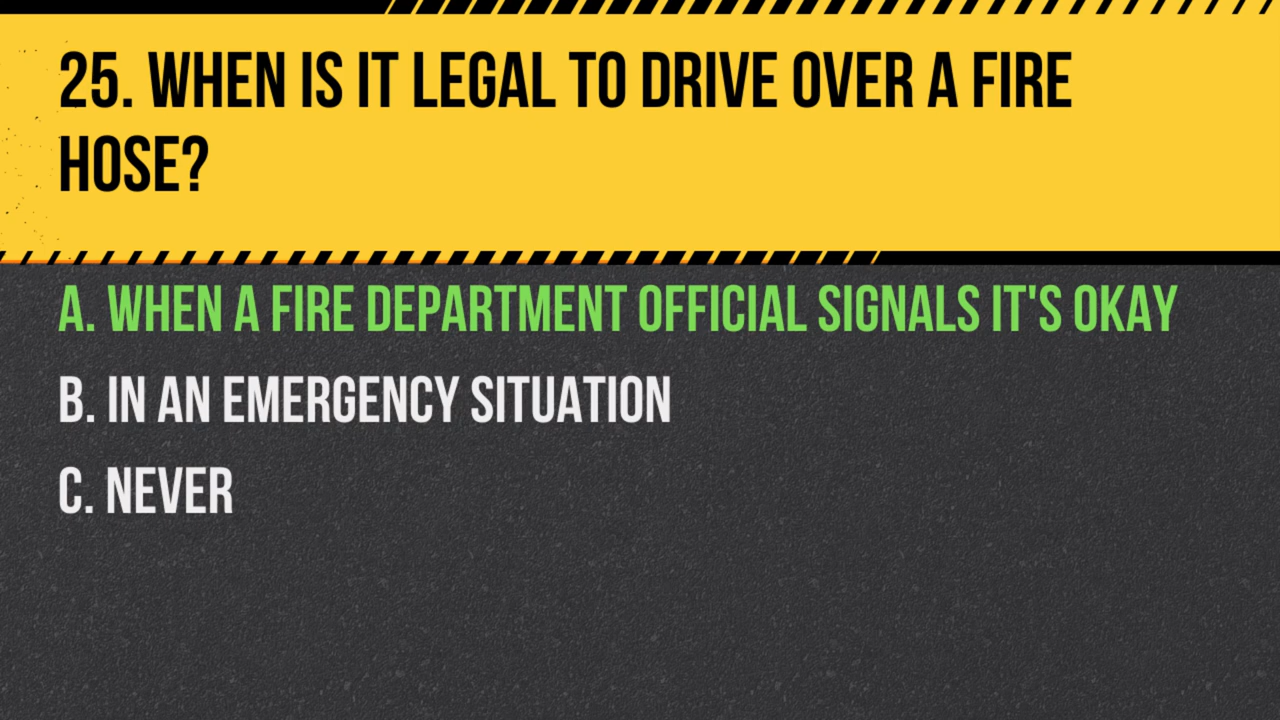 25. WHEN IS IT LEGAL TO DRIVE OVER A FIRE
HOSE?
A. WHEN A FIRE DEPARTMENT OFFICIAL SIGNALS IT'S OKAY
B. IN AN EMERGENCY SITUATION
C. NEVER